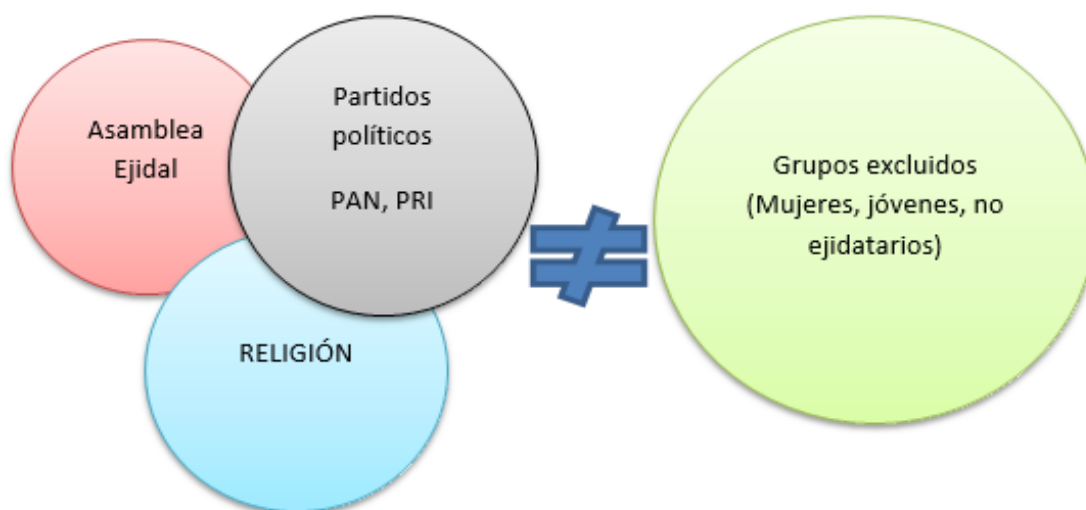 Asamblea
Ejidal
Partidos
políticos
PAN, PRI
RELIGIÓN
Grupos excluidos
(Mujeres, jóvenes, no
ejidatarios)